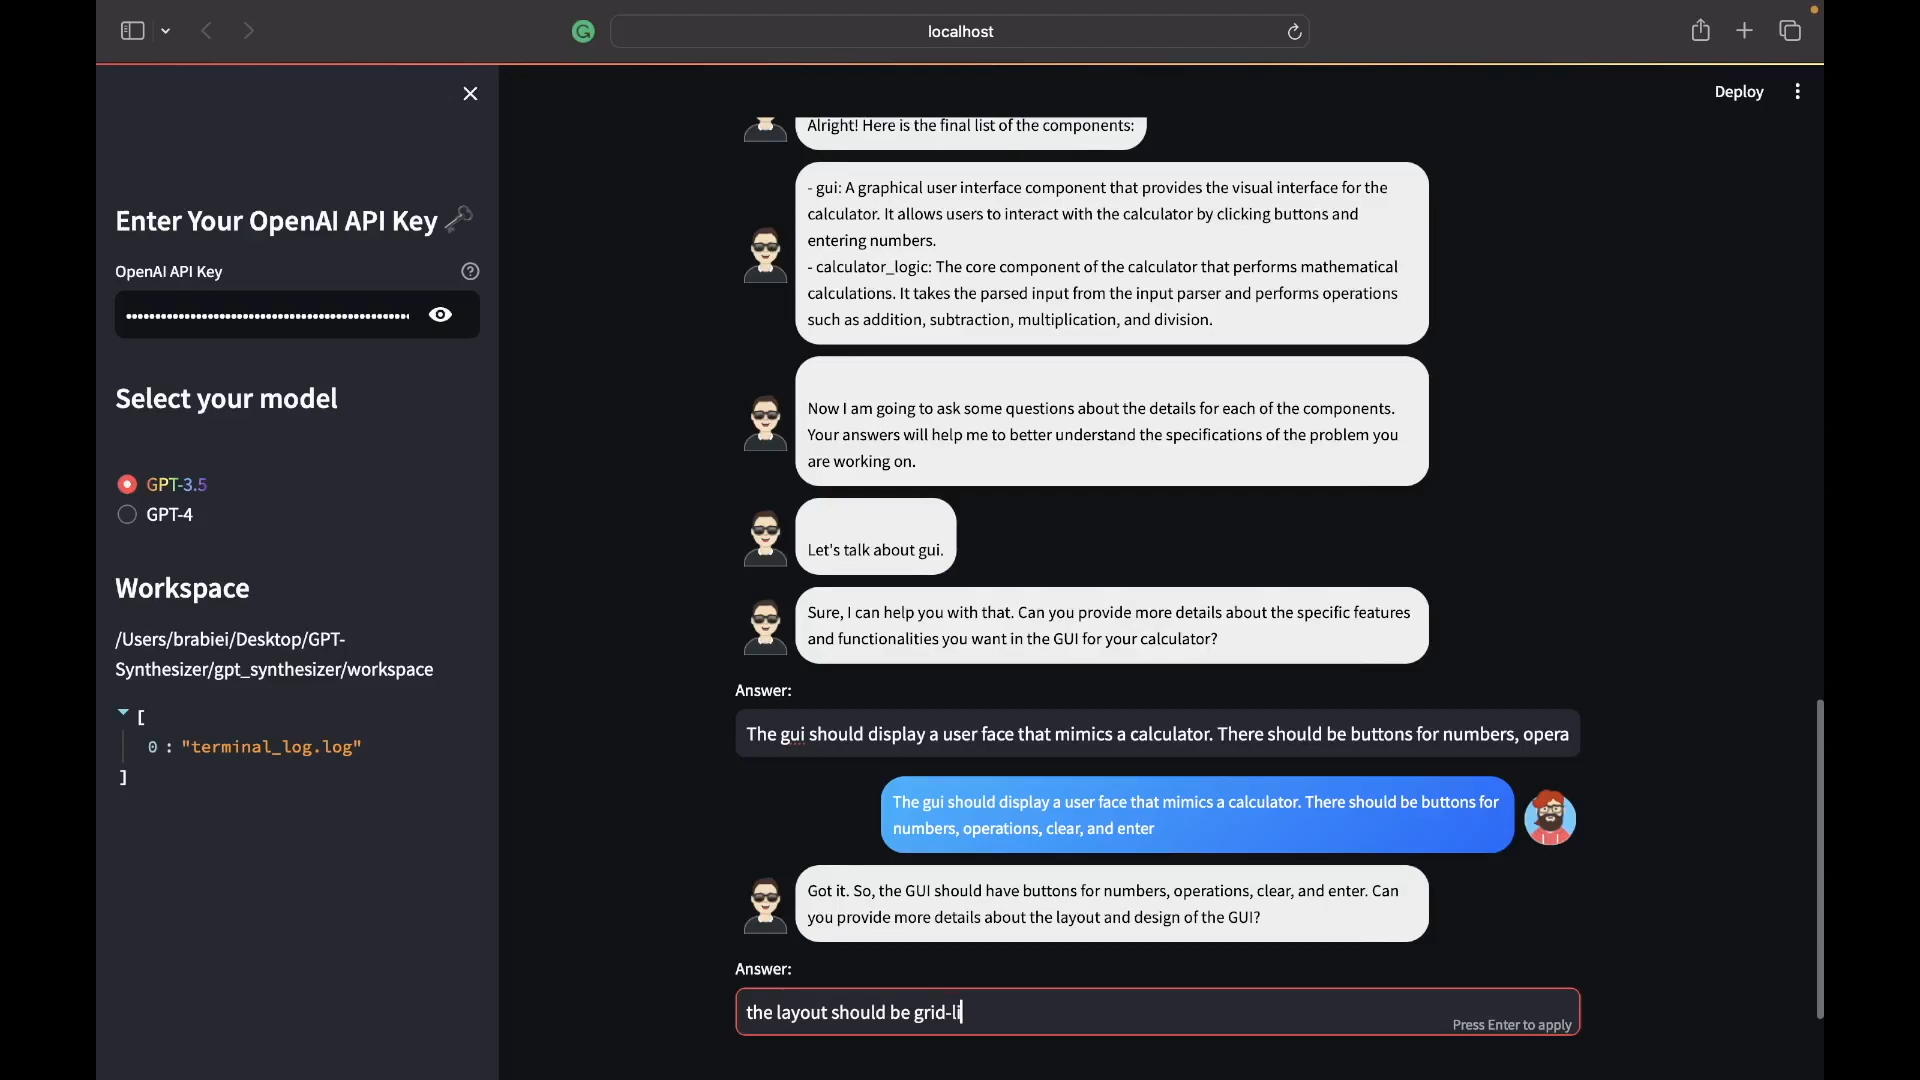 localhost
Deploy
Enter Your OpenAI API Key
OpenAI API Key
Select your model
GPT-3.5
GPT-4
Workspace
/Users/brabiei/Desktop/GPT-
Synthesizer/gpt_synthesizer/workspace
[
0 : "terminal_log.log"
]
Alright! Here is the final list of the components:
- gui: A graphical user interface component that provides the visual interface for the
calculator. It allows users to interact with the calculator by clicking buttons and
entering numbers.
- calculator_logic: The core component of the calculator that performs mathematical
calculations. It takes the parsed input from the input parser and performs operations
such as addition, subtraction, multiplication, and division.
Now I am going to ask some questions about the details for each of the components.
Your answers will help me to better understand the specifications of the problem you
are working on.
Let's talk about gui.
Sure, I can help you with that. Can you provide more details about the specific features
and functionalities you want in the GUI for your calculator?
Answer:
The gui should display a user face that mimics a calculator. There should be buttons for numbers, opera
The gui should display a user face that mimics a calculator. There should be buttons for
numbers, operations, clear, and enter
Got it. So, the GUI should have buttons for numbers, operations, clear, and enter. Can
you provide more details about the layout and design of the GUI?
Answer:
the layout should be grid-li
Press Enter to apply